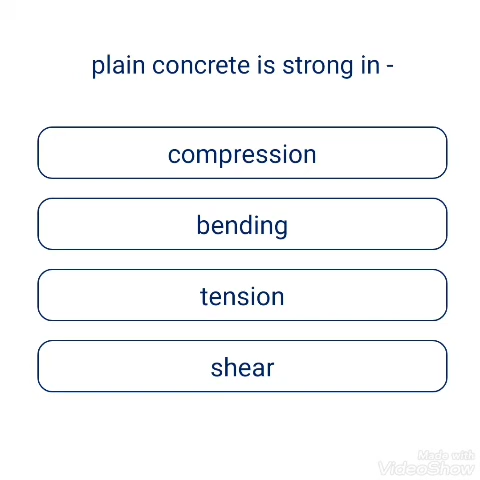 plain concrete is strong in -
compression
bending
tension
shear
Made with
VideoShow